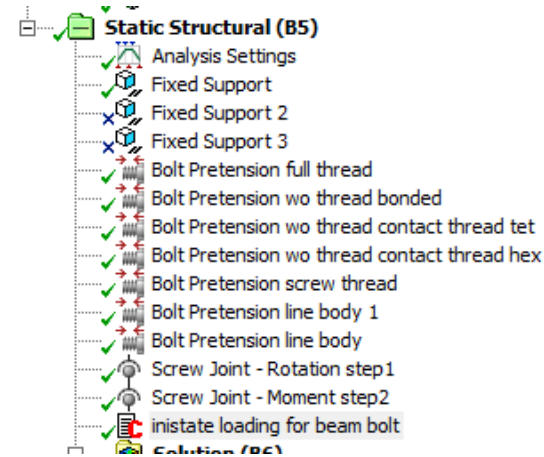 Static Structural (B5)
Analysis Settings
Fixed Support
Fixed Support 2
Fixed Support 3
Bolt Pretension full thread
Bolt Pretension wo thread bonded
Bolt Pretension wo thread contact thread tet
Bolt Pretension wo thread contact thread hex
Bolt Pretension screw thread
Bolt Pretension line body 1
Bolt Pretension line body
Screw Joint - Rotation step1
Screw Joint - Moment step2
inistate loading for beam bolt
Solution (B6)